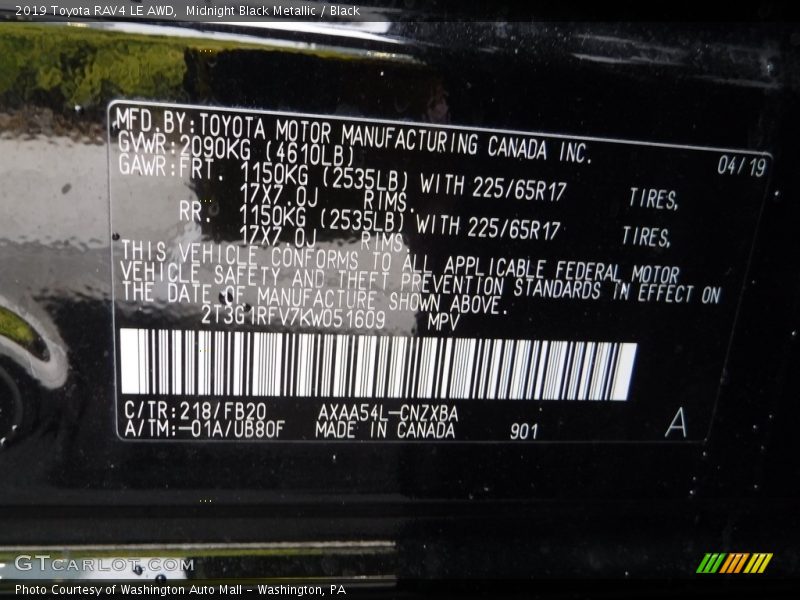 2019 Toyota RAV4 LE AWD,  Midnight Black Metallic / Black
MFD.BY:TOYOTA MOTOR MANUFACTURING CANADA INC.
GVWR:2090KG (4610LB) 04/19
GAWR:FRT. 1150KG (2535LB) WITH 225/65R17 TIRES,
17X7.0J RIMS.
RR. 1150KG (2535LB) WITH 225/65R17 TIRES,
17X7.0J RIMS
THIS VEHICLE CONFORMS TO ALL APPLICABLE FEDERAL MOTOR
VEHICLE SAFETY AND THEFT PREVENTION STANDARDS IN EFFECT ON
THE DATE OF MANUFACTURE SHOWN ABOVE.
2T3G1RFV7KW051609 MPV
C/TR:218/FB20 AXAA54L-CNZXBA
A/TM:-01A/UB80F MADE IN CANADA 901 A
GTCARLOT.COM
Photo Courtesy of Washington Auto Mall - Washington, PA